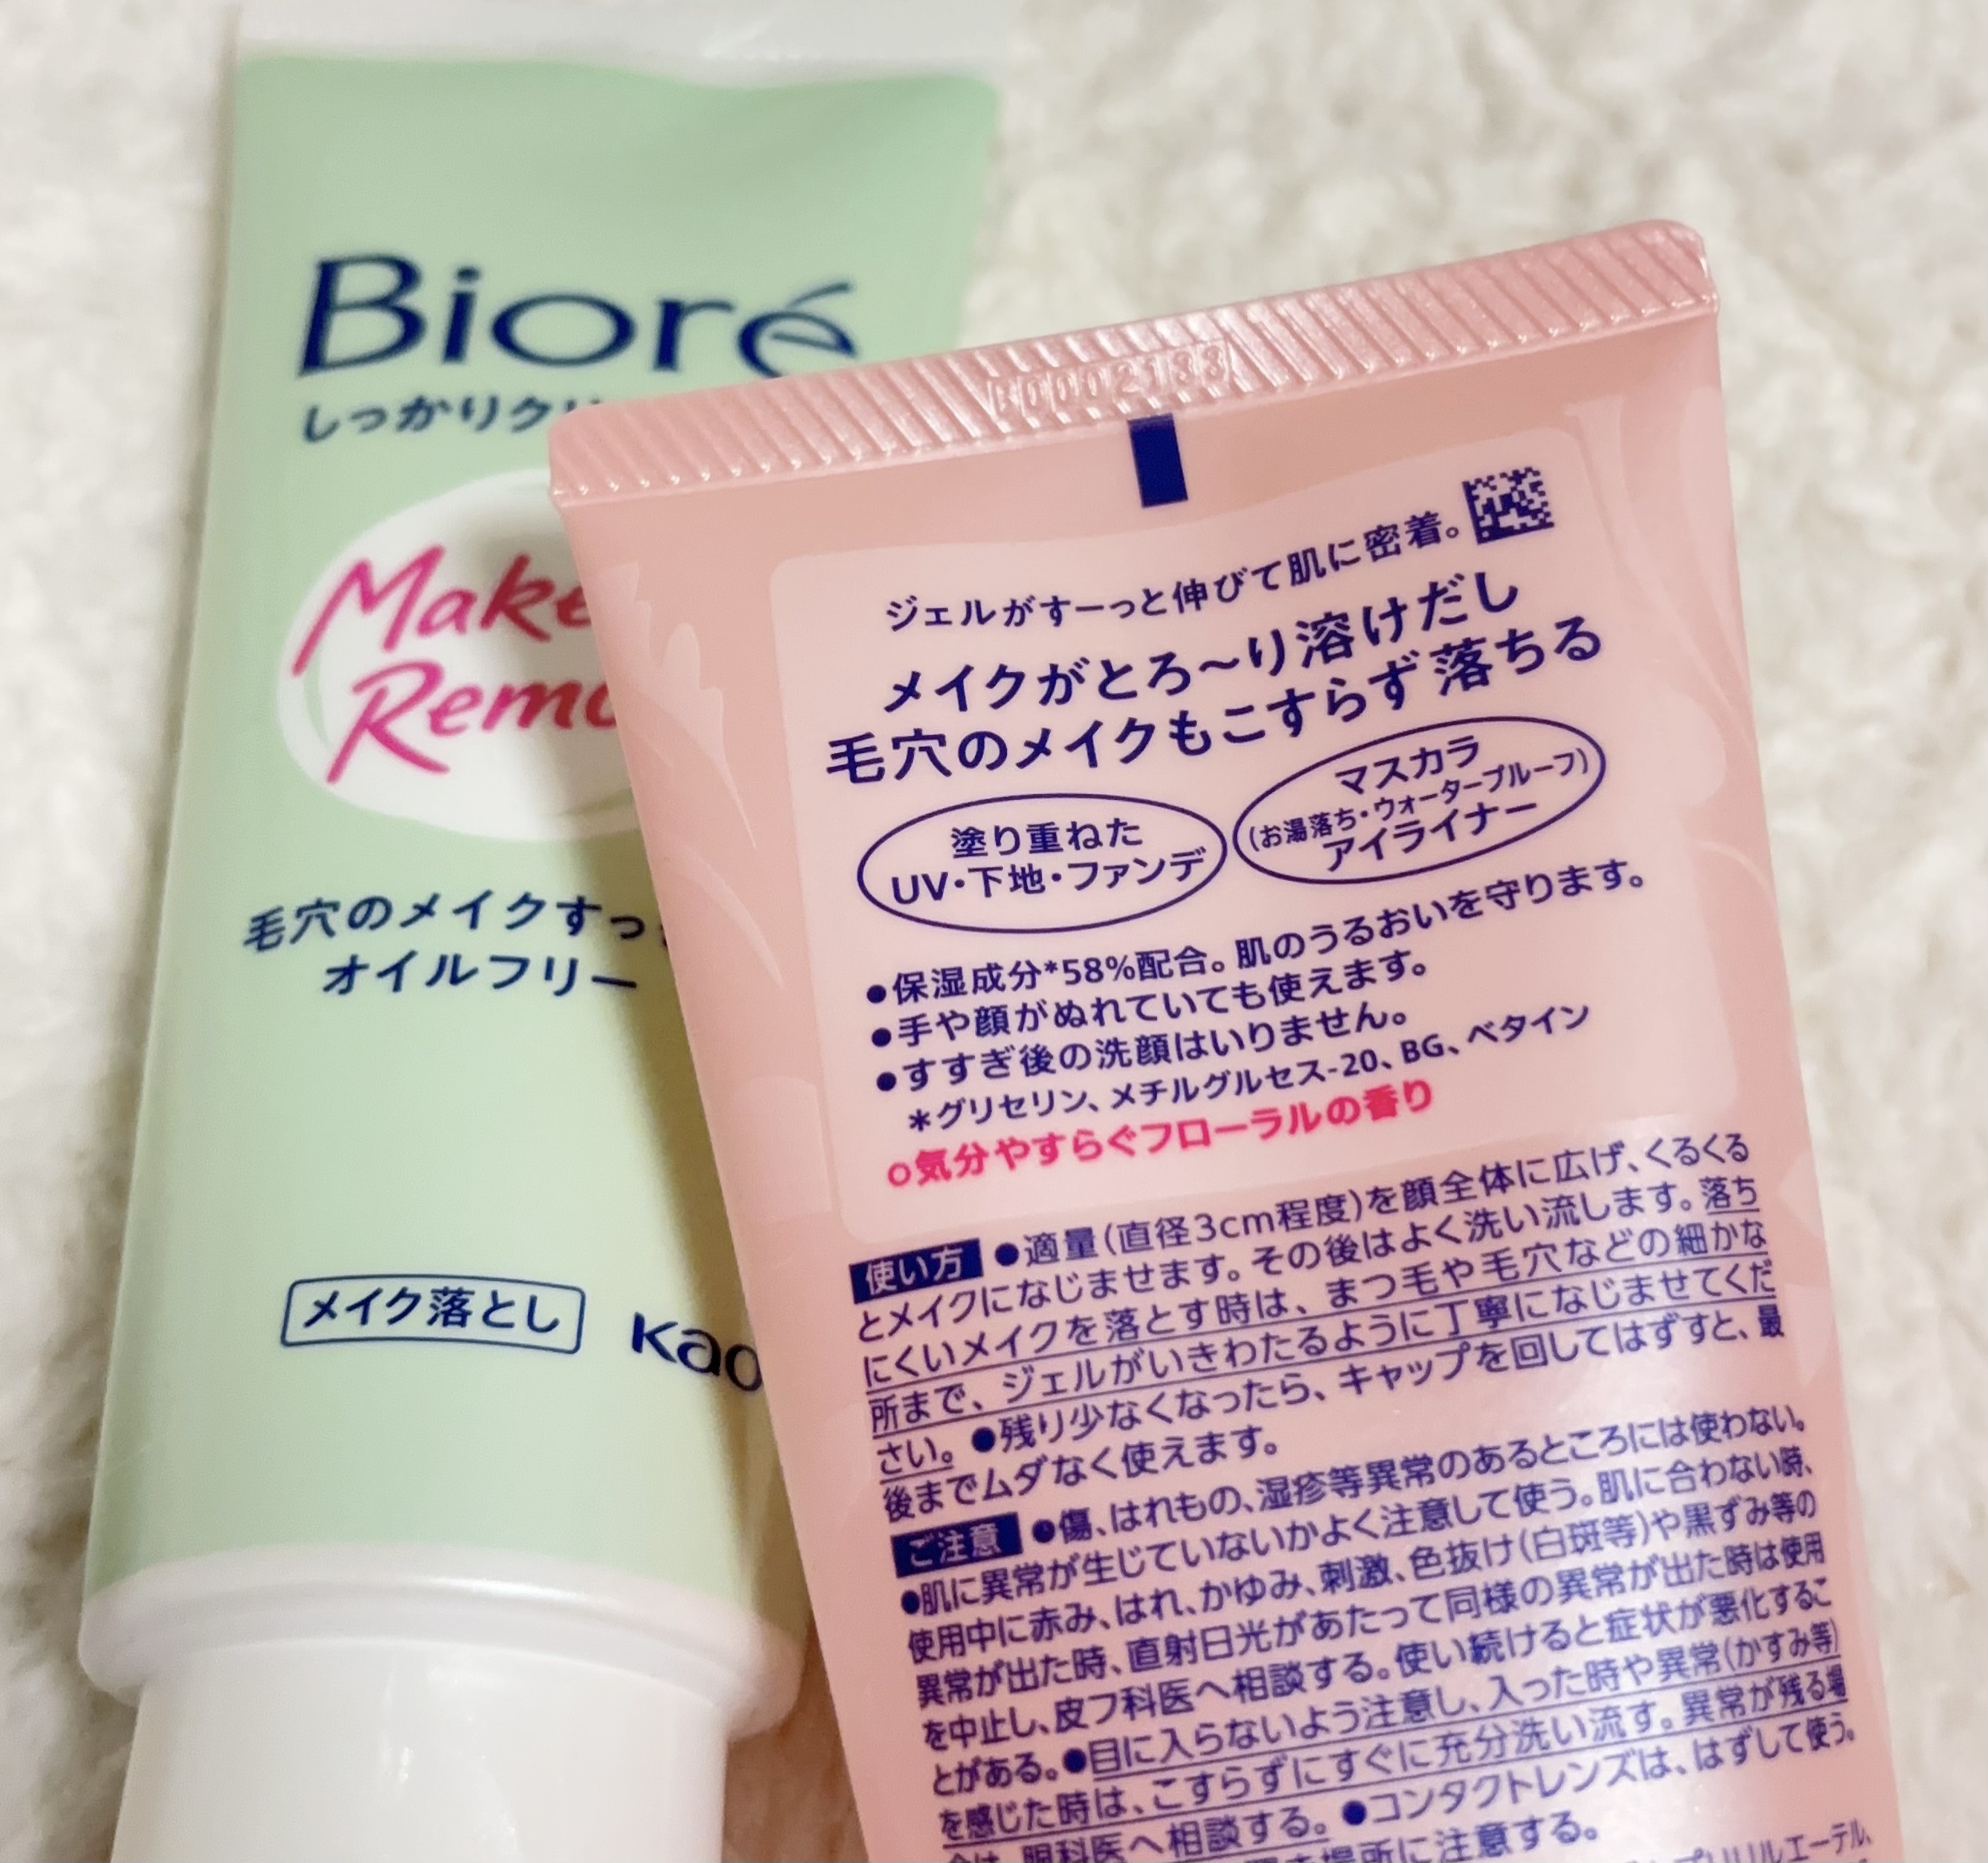 Bioré
しっかりクリ
Make
Remo
毛穴のメイクすっ
オイルフリー
メイク落とし
Kao
ジェルがすーっと伸びて肌に密着。
メイクがとろ～り溶けだし
毛穴のメイクもこすらず落ちる
塗り重ねた
UV・下地・ファンデ
マスカラ
(お湯落ち・ウォータープルーフ)
アイライナー
●保湿成分*58%配合。肌のうるおいを守ります。
●手や顔がぬれていても使えます。
●すすぎ後の洗顔はいりません。
*グリセリン、メチルグルセス-20、BG、ベタイン
○気分やすらぐフローラルの香り
使い方 ●適量(直径3cm程度)を顔全体に広げ、くるくる
とメイクになじませます。その後はよく洗い流します。落ち
にくいメイクを落とす時は、まつ毛や毛穴などの細かな
所まで、ジェルがいきわたるように丁寧になじませてくだ
さい。●残り少なくなったら、キャップを回してはずすと、最
後までムダなく使えます。
ご注意 ●傷、はれもの、湿疹等異常のあるところには使わない。
●肌に異常が生じていないかよく注意して使う。肌に合わない時、
使用中に赤み、はれ、かゆみ、刺激、色抜け(白斑等)や黒ずみ等の
異常が出た時、直射日光があたって同様の異常が出た時は使用
を中止し、皮フ科医へ相談する。使い続けると症状が悪化するこ
とがある。●目に入らないよう注意し、入った時や異常(かすみ等)
を感じた時は、こすらずにすぐに充分洗い流す。異常が残る場
合は、眼科医へ相談する。●コンタクトレンズは、はずして使う。
場所に注意する。
プリリルエーテル、